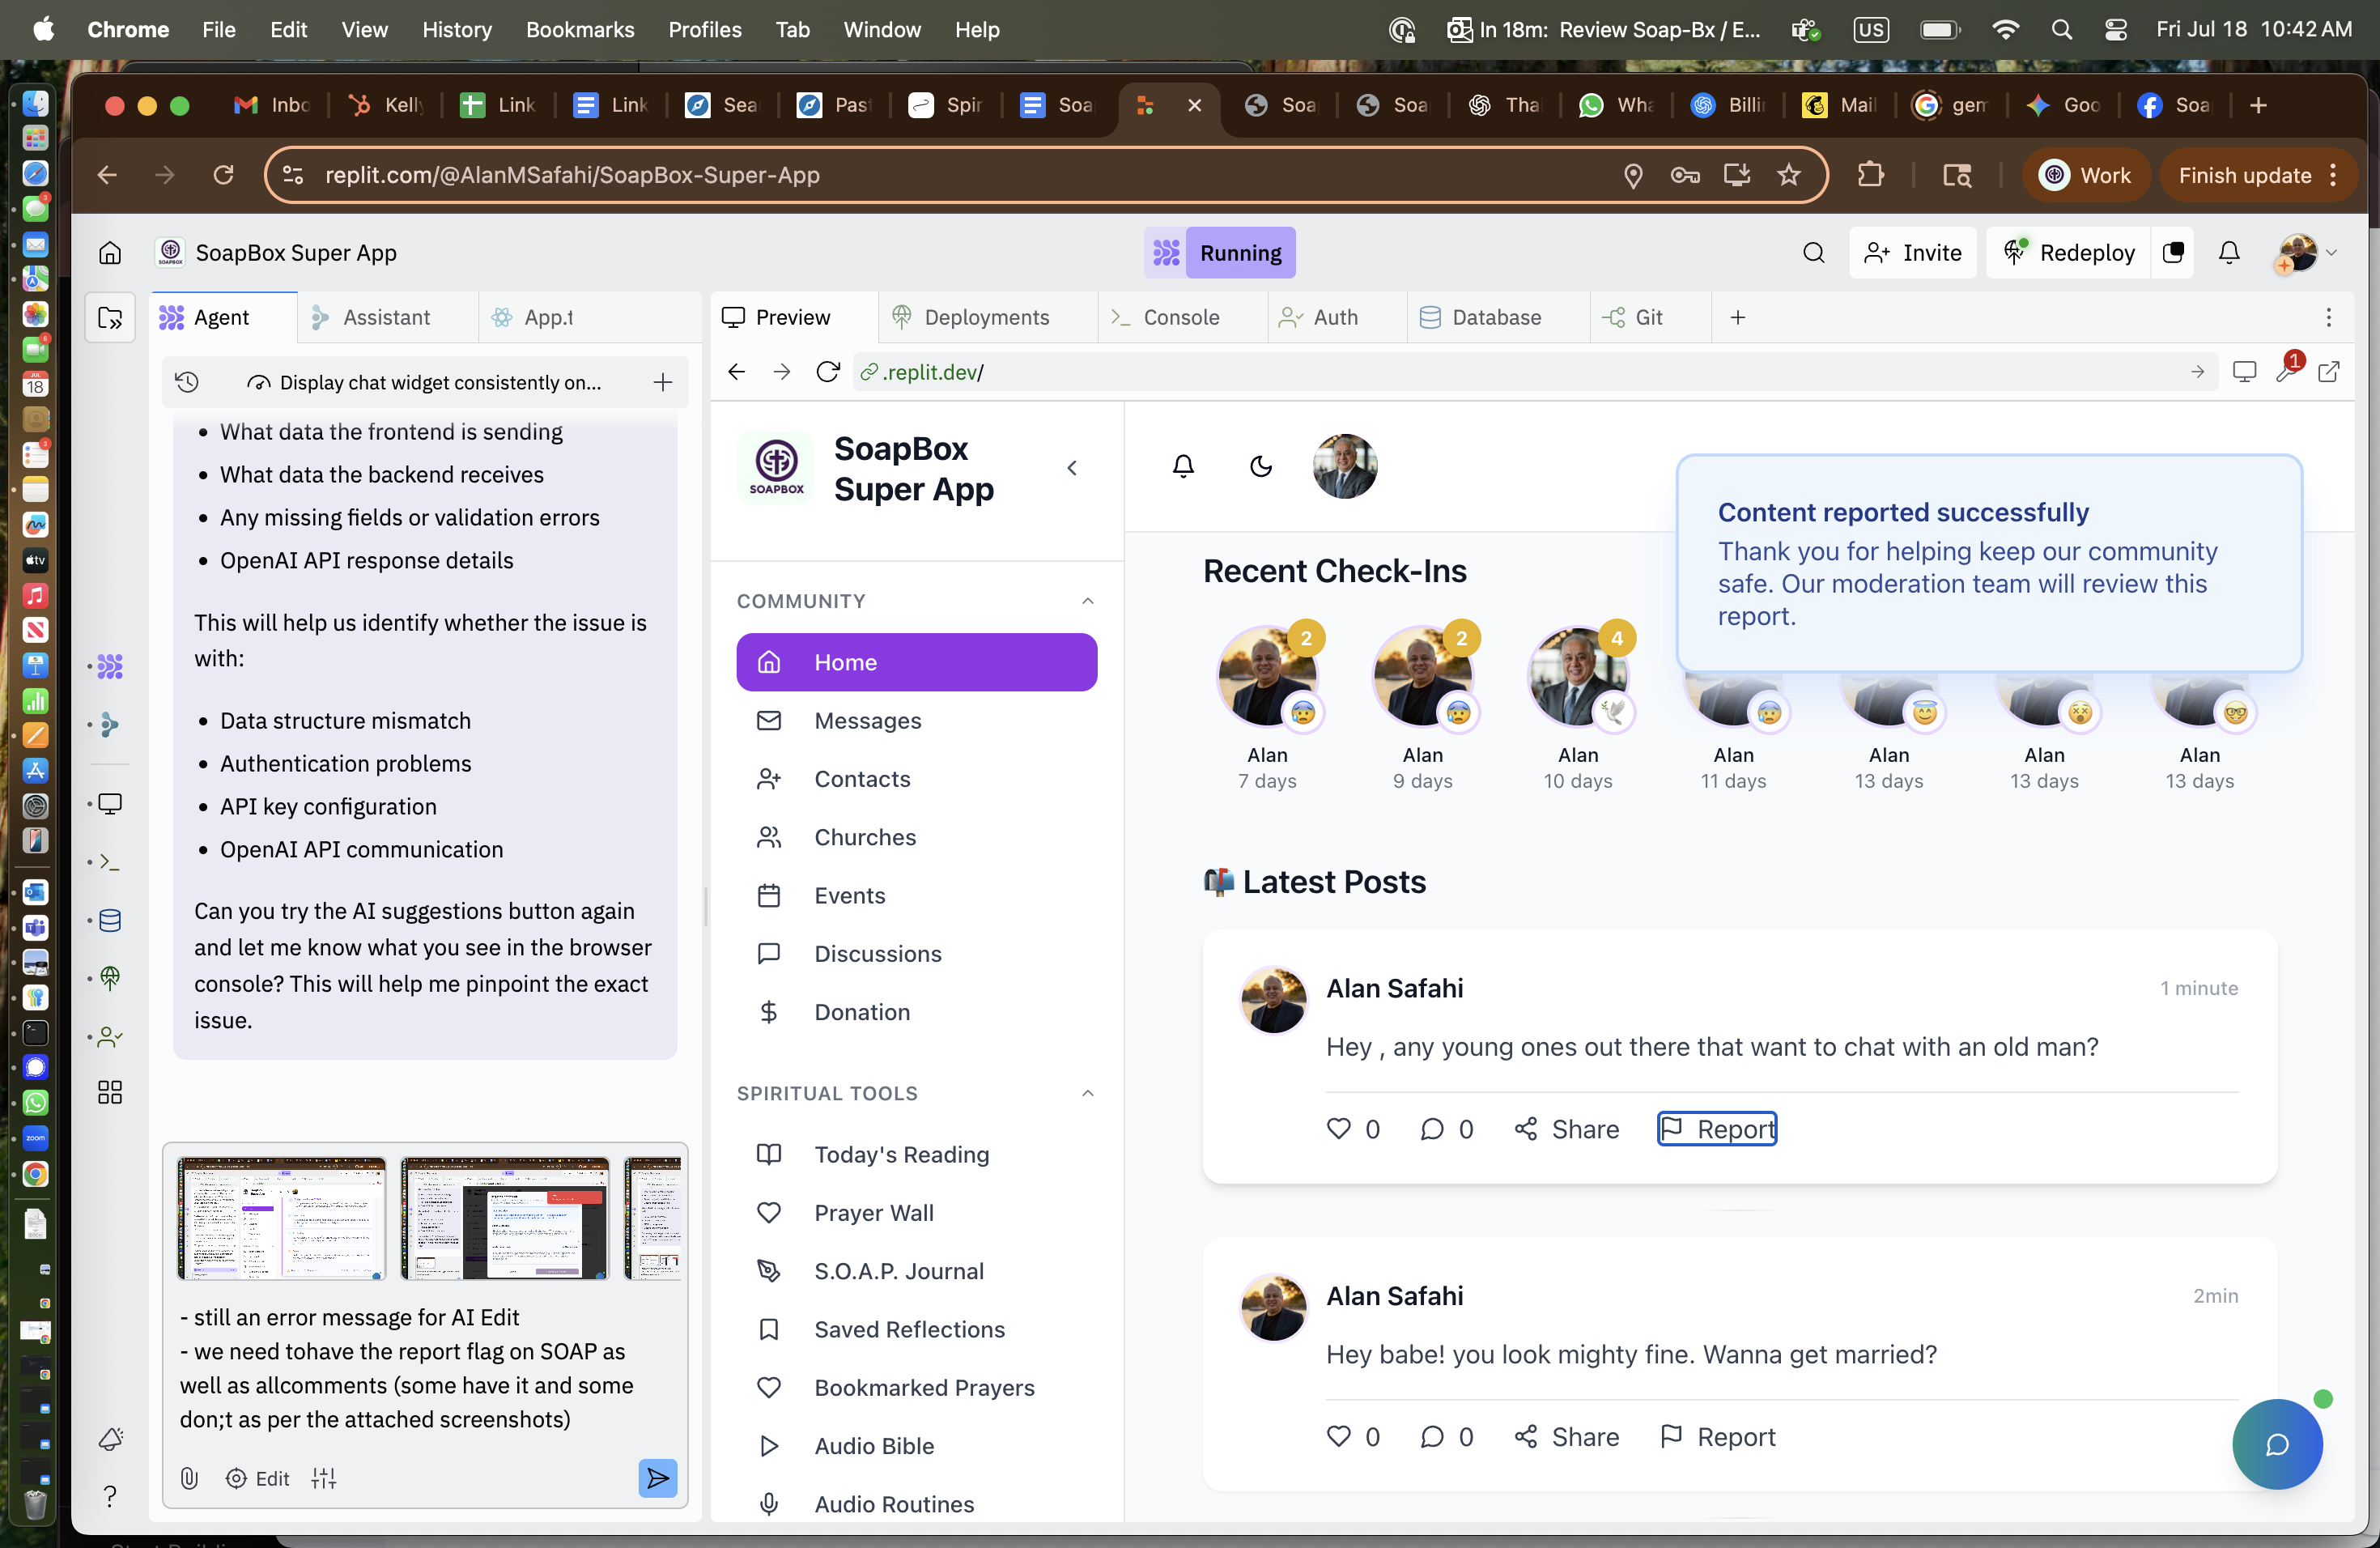 Chrome File Edit View History Bookmarks Profiles Tab Window Help
In 18m: Review Soap-Bx / E... US Fri Jul 18 10:42 AM
Inbo Kelly Link Link Sea Past Spir Soa Soa Soa Tha Wha Billin Mail gem Goo Soa
replit.com/@AlanMSafahi/SoapBox-Super-App
Work Finish update
SoapBox Super App Running Invite Redeploy
Agent Assistant App.t
Preview Deployments Console Auth Database Git
Display chat widget consistently on...
.replit.dev/
1
What data the frontend is sending
What data the backend receives
Any missing fields or validation errors
OpenAI API response details
This will help us identify whether the issue is
with:
Data structure mismatch
Authentication problems
API key configuration
OpenAI API communication
Can you try the AI suggestions button again
and let me know what you see in the browser
console? This will help me pinpoint the exact
issue.
- still an error message for AI Edit
- we need tohave the report flag on SOAP as
well as allcomments (some have it and some
don;t as per the attached screenshots)
Edit
SOAPBOX
SoapBox
Super App
COMMUNITY
Home
Messages
Contacts
Churches
Events
Discussions
Donation
SPIRITUAL TOOLS
Today's Reading
Prayer Wall
S.O.A.P. Journal
Saved Reflections
Bookmarked Prayers
Audio Bible
Audio Routines
Content reported successfully
Thank you for helping keep our community
safe. Our moderation team will review this
report.
Recent Check-Ins
2 2 4
Alan Alan Alan Alan Alan Alan Alan
7 days 9 days 10 days 11 days 13 days 13 days 13 days
Latest Posts
Alan Safahi 1 minute
Hey , any young ones out there that want to chat with an old man?
0 0 Share Report
Alan Safahi 2min
Hey babe! you look mighty fine. Wanna get married?
0 0 Share Report